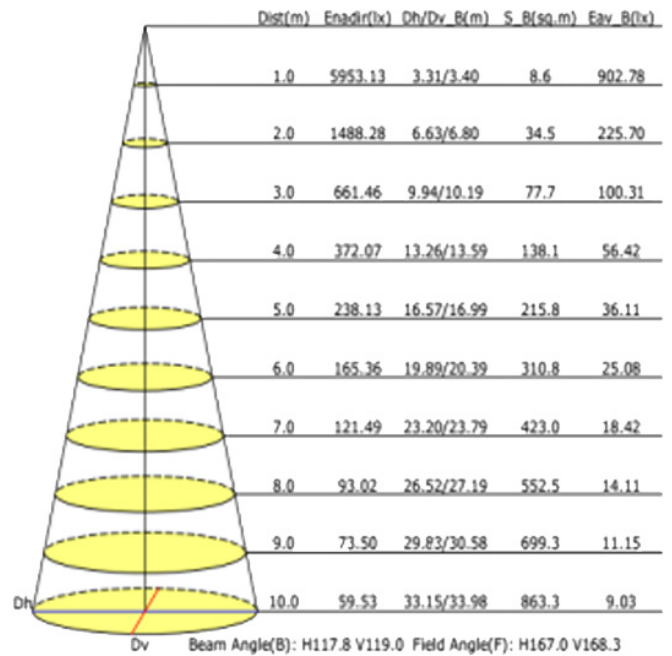 Dist(m) Enadir(lx) Dh/Dv_B(m) S_B(sq.m) Eav_B(lx)
1.0 5953.13 3.31/3.40 8.6 902.78
2.0 1488.28 6.63/6.80 34.5 225.70
3.0 661.46 9.94/10.19 77.7 100.31
4.0 372.07 13.26/13.59 138.1 56.42
5.0 238.13 16.57/16.99 215.8 36.11
6.0 165.36 19.89/20.39 310.8 25.08
7.0 121.49 23.20/23.79 423.0 18.42
8.0 93.02 26.52/27.19 552.5 14.11
9.0 73.50 29.83/30.58 699.3 11.15
Dh 10.0 59.53 33.15/33.98 863.3 9.03
Dv Beam Angle(B): H117.8 V119.0 Field Angle(F): H167.0 V168.3